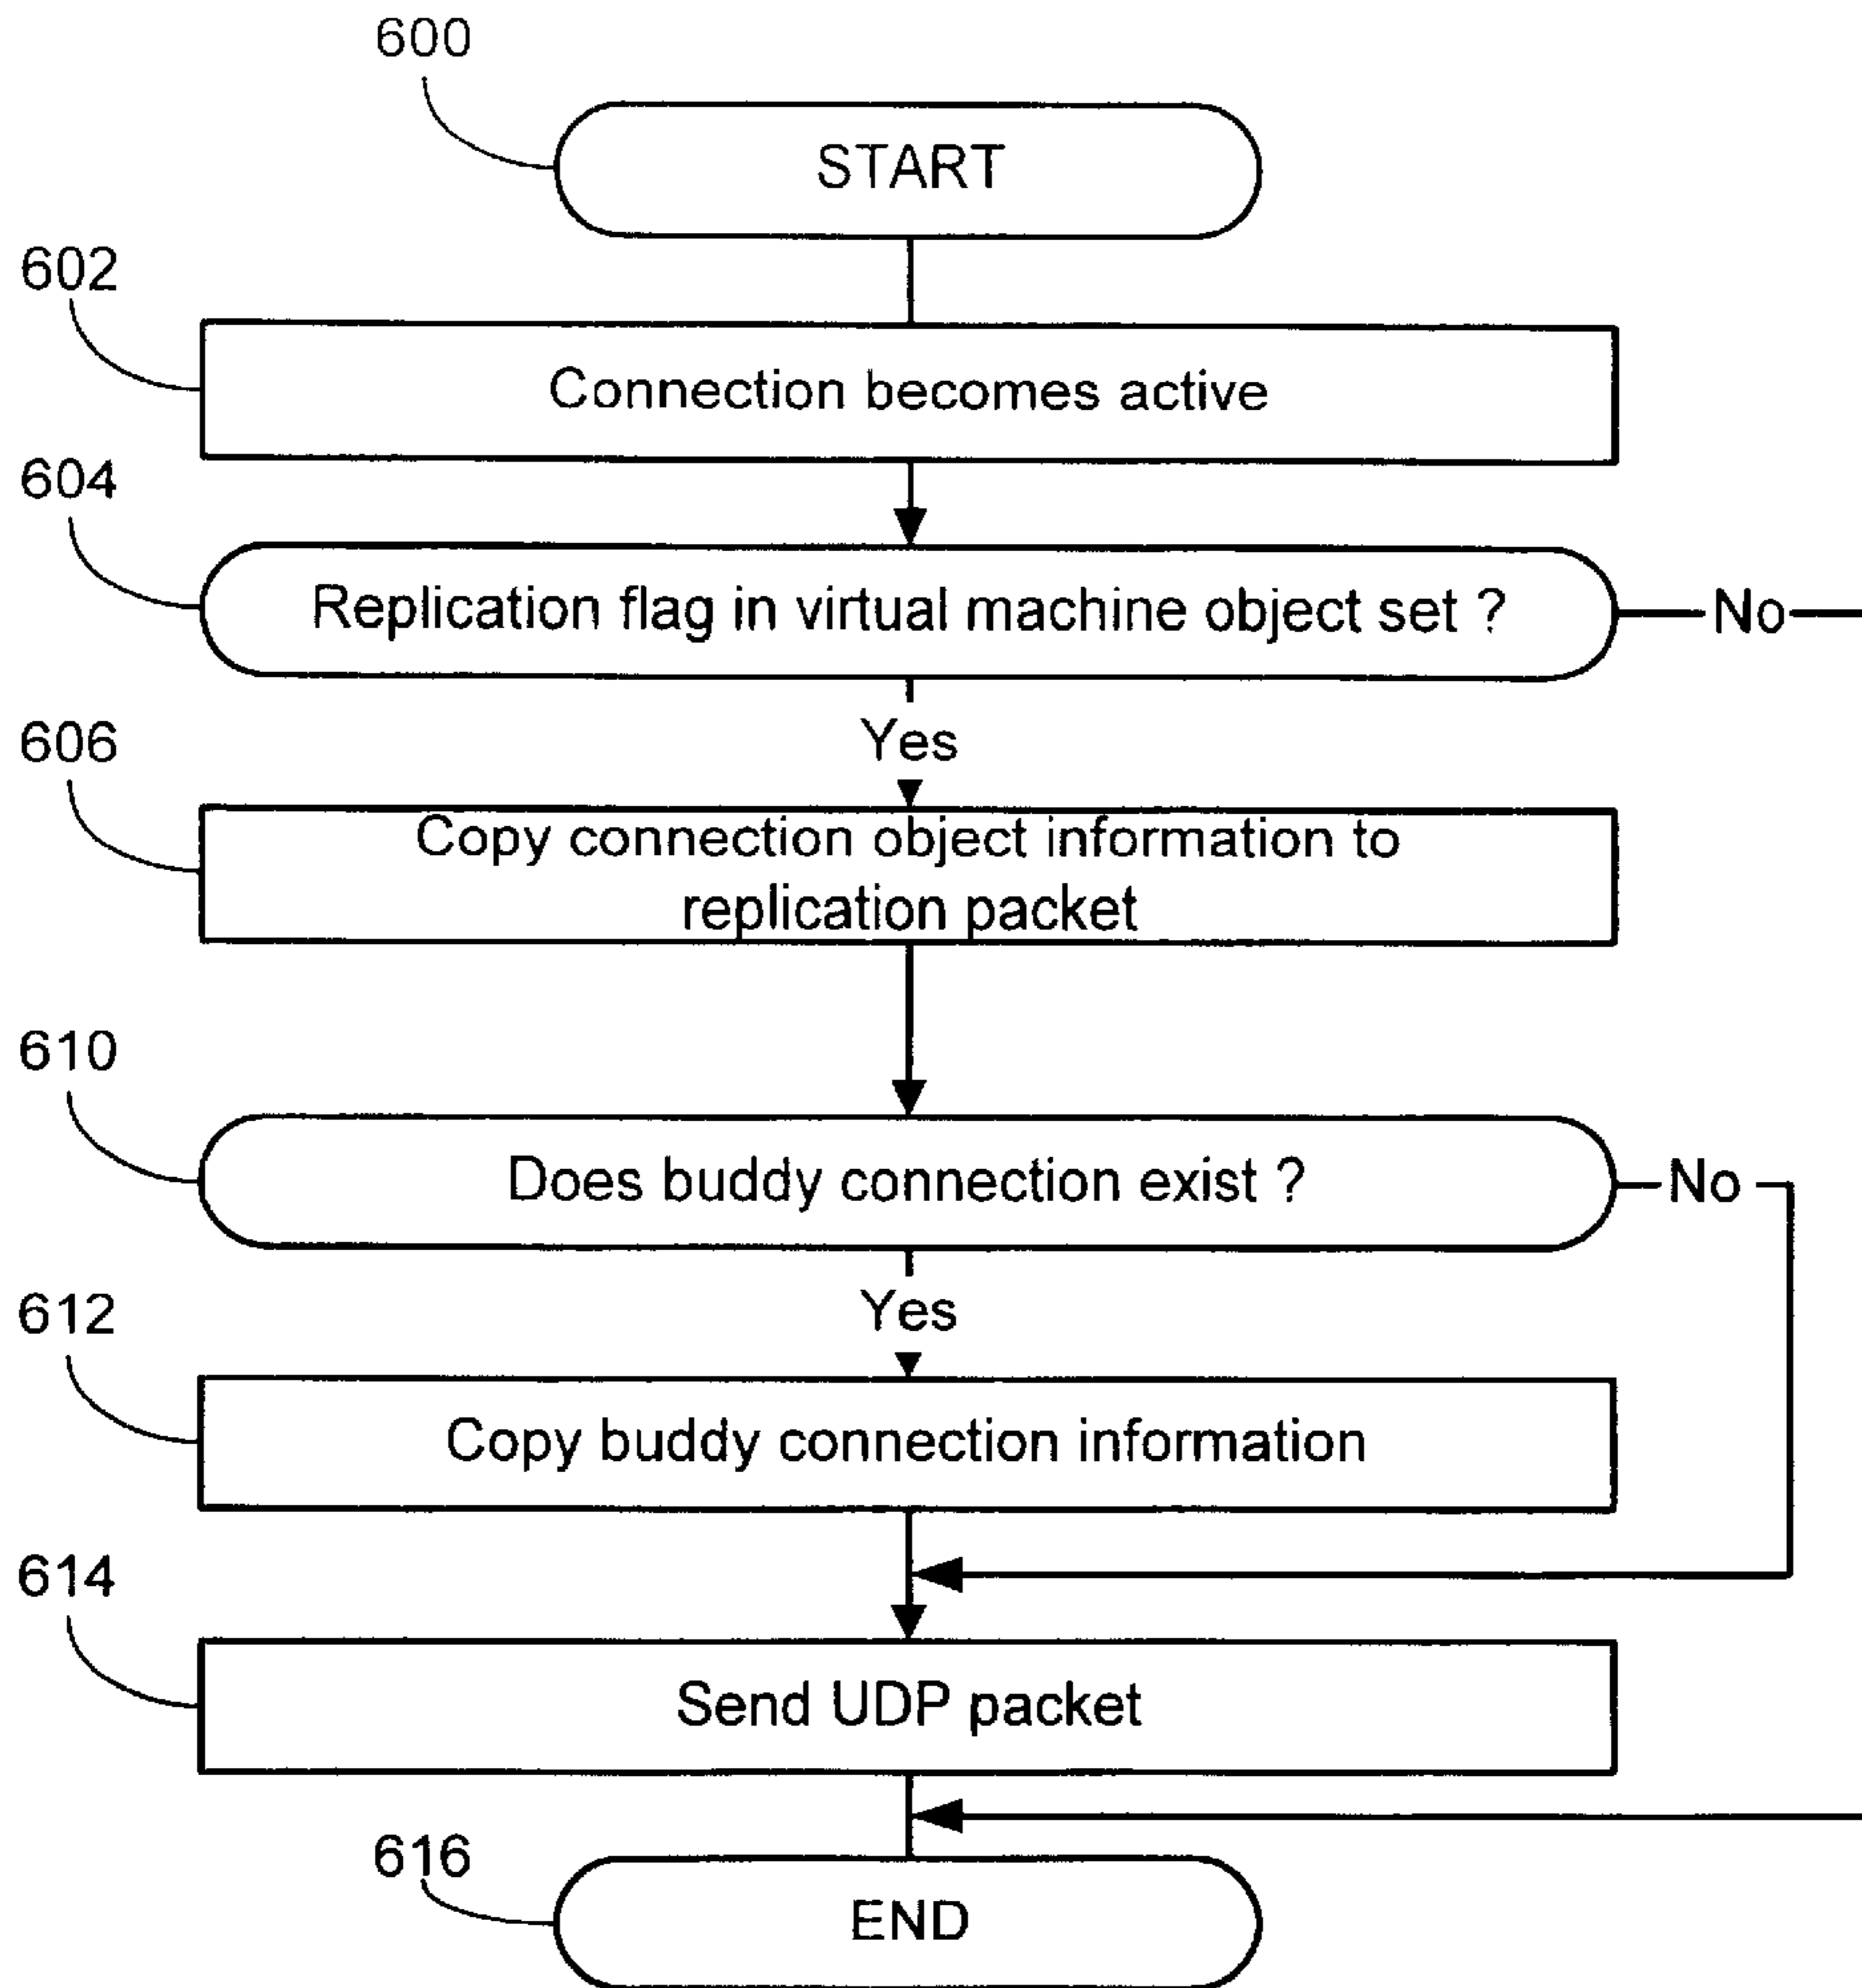 600
START
602
Connection becomes active
604
Replication flag in virtual machine object set ?
No
Yes
606
Copy connection object information to
replication packet
610
Does buddy connection exist ?
No
Yes
612
Copy buddy connection information
614
Send UDP packet
616
END